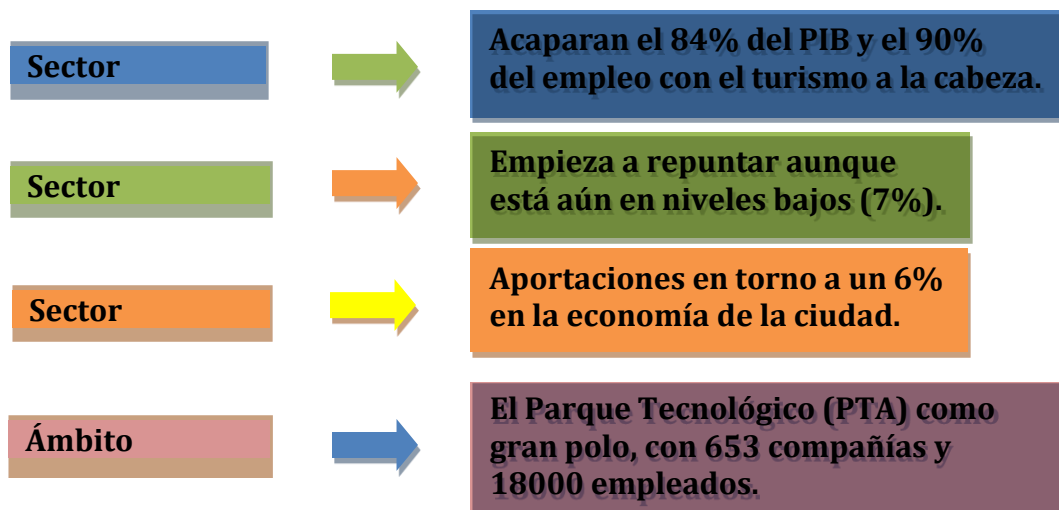 Sector
Acaparan el 84% del PIB y el 90%
del empleo con el turismo a la cabeza.
Sector
Empieza a repuntar aunque
está aún en niveles bajos (7%).
Sector
Aportaciones en torno a un 6%
en la economía de la ciudad.
Ámbito
El Parque Tecnológico (PTA) como
gran polo, con 653 compañías y
18000 empleados.